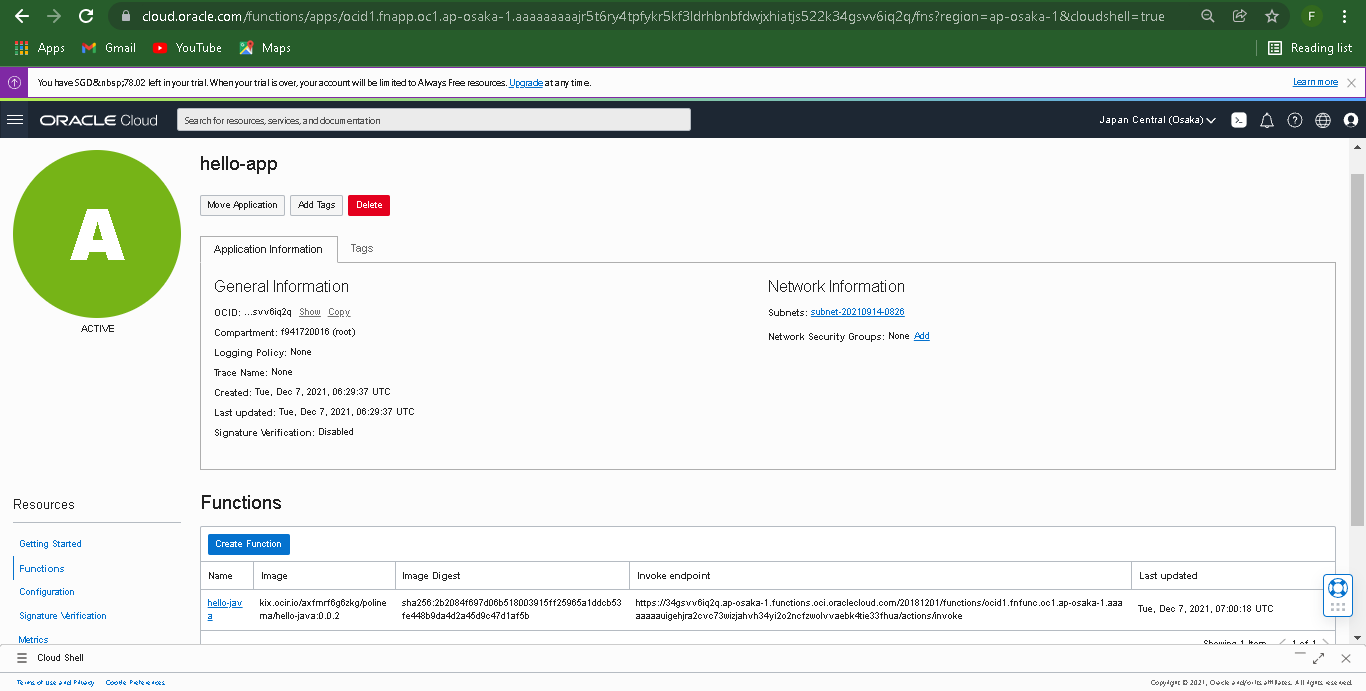 cloud.oracle.com/functions/apps/ocid1.fnapp.oc1.ap-osaka-1.aaaaaaaaajr5t6ry4tpfykr5kf3ldrhbnbfdwjxhiatjs522k34gsvv6iq2q/fns?region=ap-osaka-1&cloudshell=true
F
Apps Gmail YouTube Maps Reading list
You have SGD&nbsp;78.02 left in your trial. When your trial is over, your account will be limited to Always Free resources. Upgrade at any time. Learn more
ORACLE Cloud Search for resources, services, and documentation Japan Central (Osaka)
A
ACTIVE
hello-app
Move Application Add Tags Delete
Application Information Tags
General Information
OCID: ...svv6iq2q Show Copy
Compartment: f941720016 (root)
Logging Policy: None
Trace Name: None
Created: Tue, Dec 7, 2021, 06:29:37 UTC
Last updated: Tue, Dec 7, 2021, 06:29:37 UTC
Signature Verification: Disabled
Network Information
Subnets: subnet-20210914-0826
Network Security Groups: None Add
Resources
Getting Started
Functions
Configuration
Signature Verification
Metrics
Functions
Create Function
Name Image Image Digest Invoke endpoint Last updated
hello-jav
a
kix.ocir.io/axfmrf6g6zkg/poline
ma/hello-java:0.0.2
sha256:2b2084f697d06b518003915ff25965a1ddcb53
fe448b9da4d2a45d9c47d1af5b
https://34gsvv6iq2q.ap-osaka-1.functions.oci.oraclecloud.com/20181201/functions/ocid1.fnfunc.oc1.ap-osaka-1.aaa
aaaaauigehjra2cvc73wizjahvh34yi2o2ncfzwolvvaebk4tie33fhua/actions/invoke
Tue, Dec 7, 2021, 07:00:18 UTC
Showing 1 Item 1 of 1
Cloud Shell
Terms of Use and Privacy Cookie Preferences Copyright © 2021, Oracle and/or its affiliates. All rights reserved.